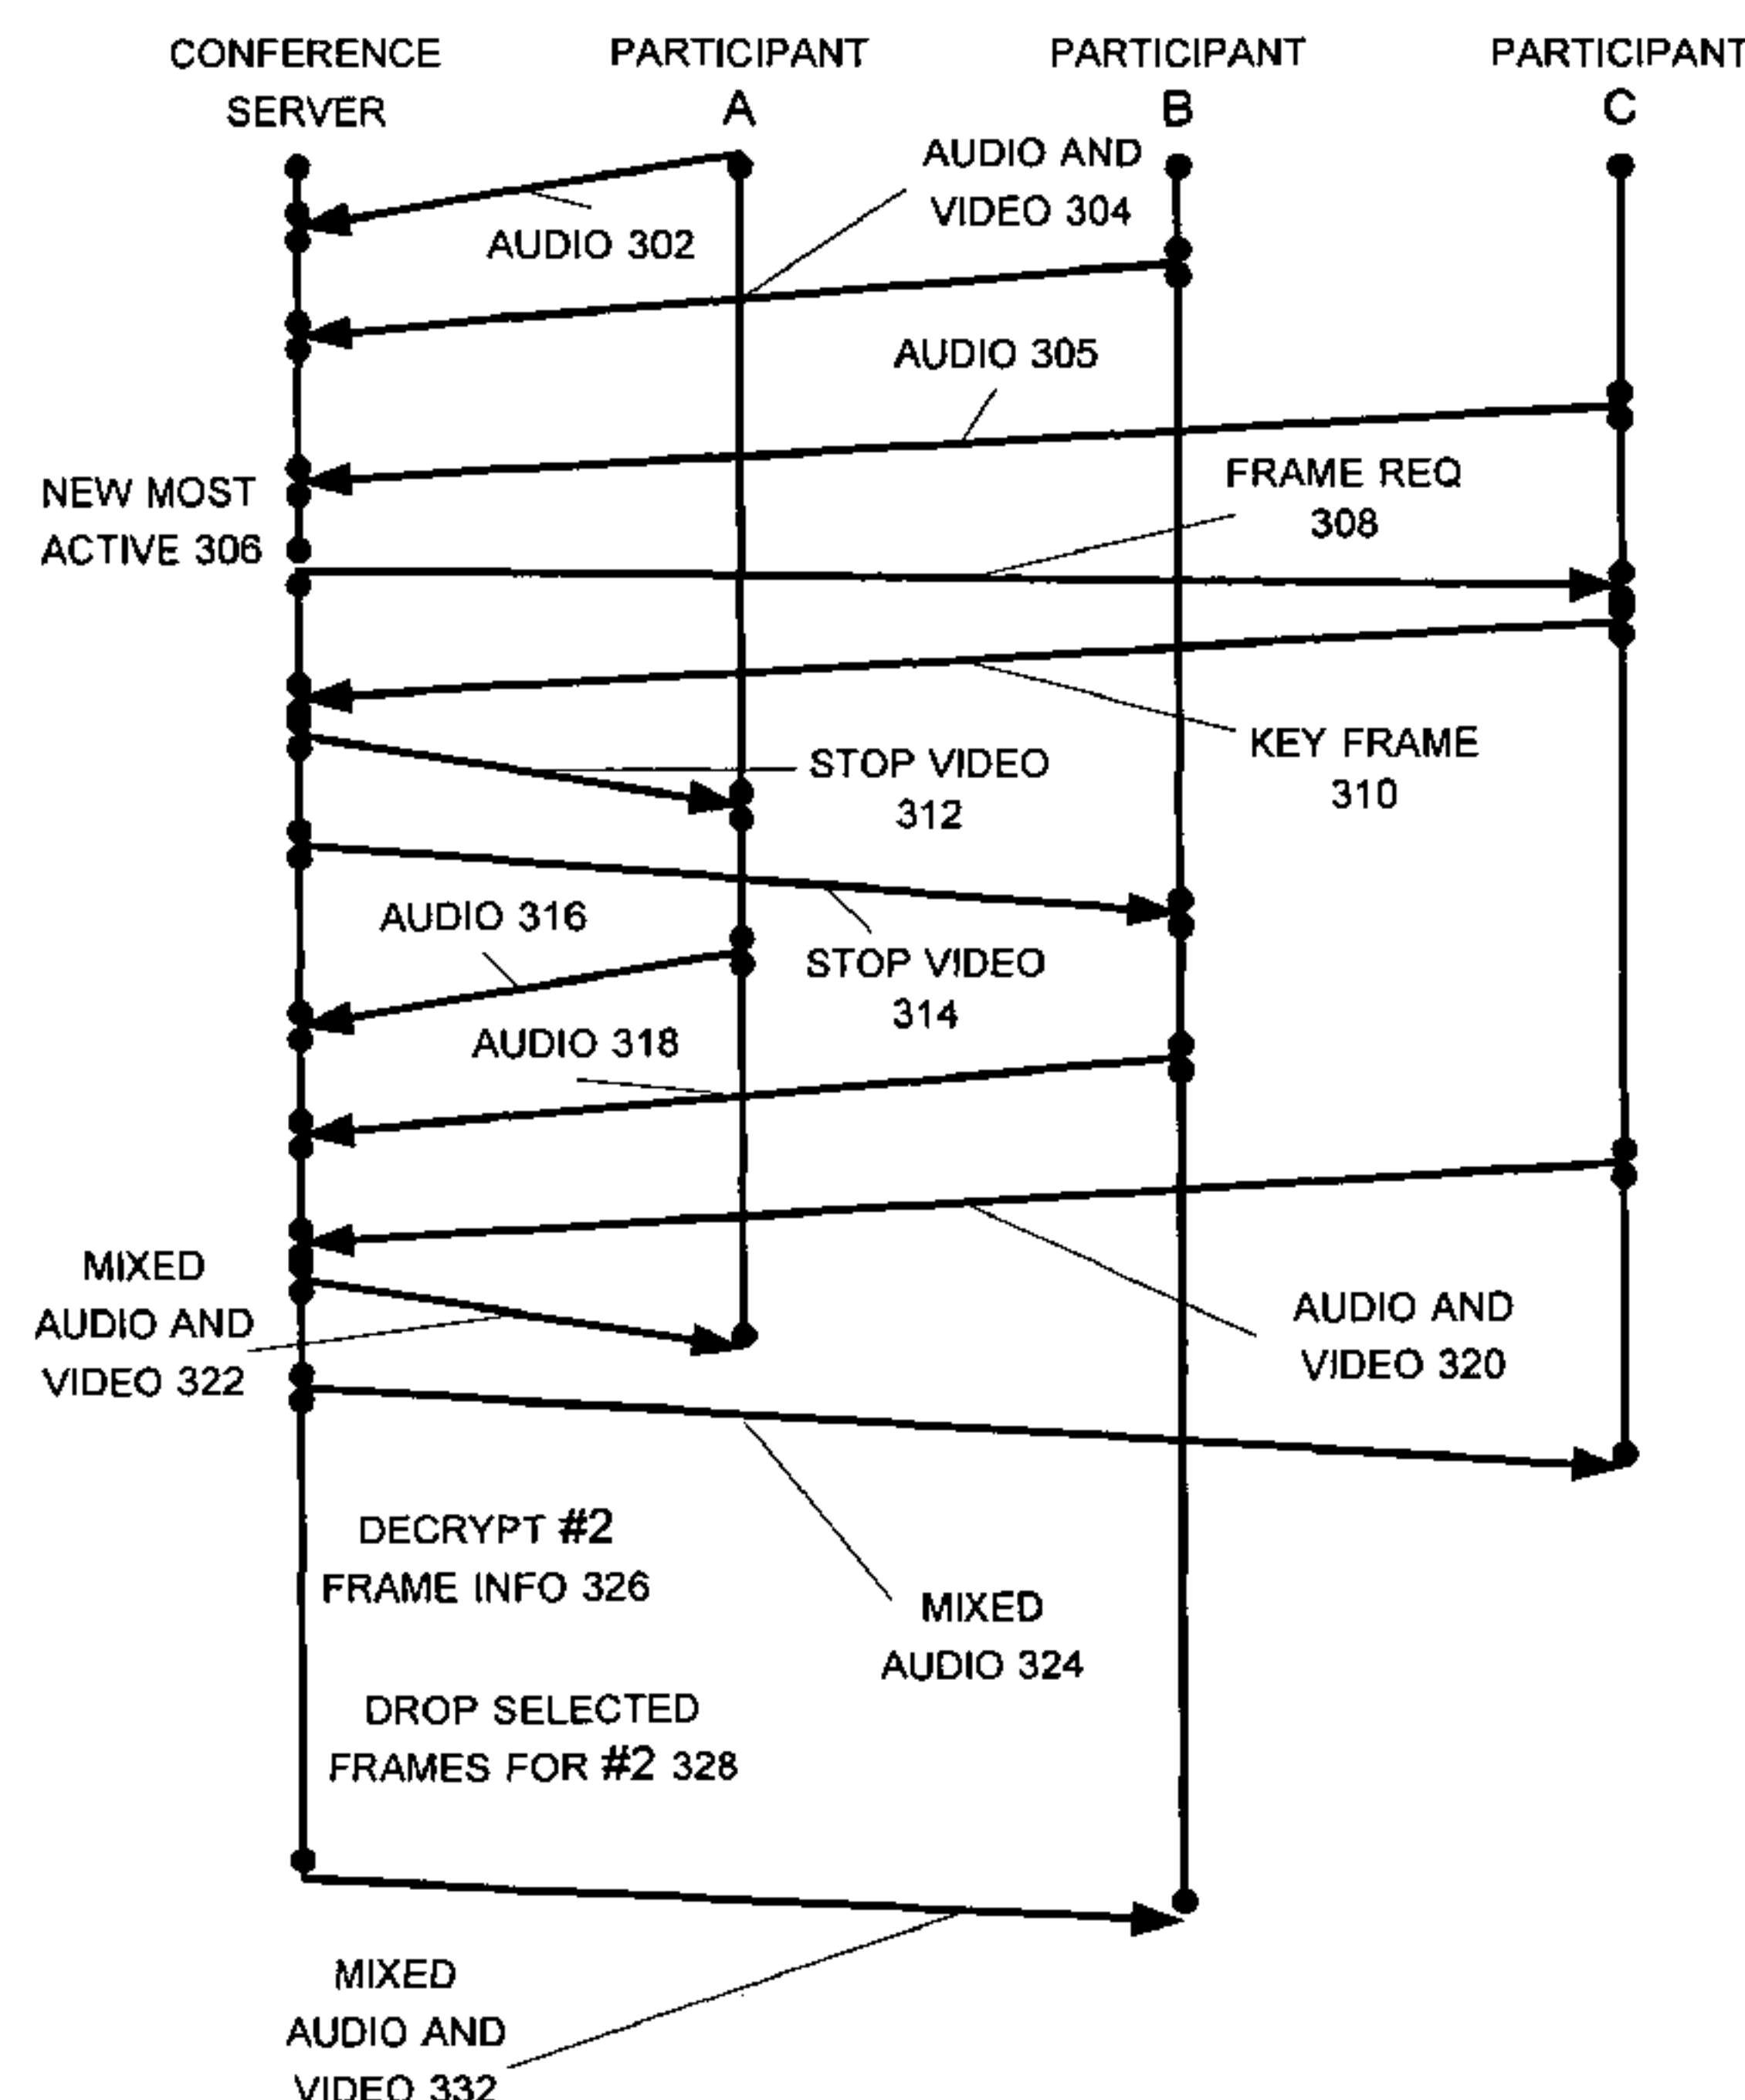 CONFERENCE
SERVER
PARTICIPANT
A
PARTICIPANT
B
PARTICIPANT
C
AUDIO AND
VIDEO 304
AUDIO 302
AUDIO 305
FRAME REQ
308
NEW MOST
ACTIVE 306
KEY FRAME
310
STOP VIDEO
312
AUDIO 316
STOP VIDEO
314
AUDIO 318
MIXED
AUDIO AND
VIDEO 322
AUDIO AND
VIDEO 320
DECRYPT #2
FRAME INFO 326
MIXED
AUDIO 324
DROP SELECTED
FRAMES FOR #2 328
MIXED
AUDIO AND
VIDEO 332